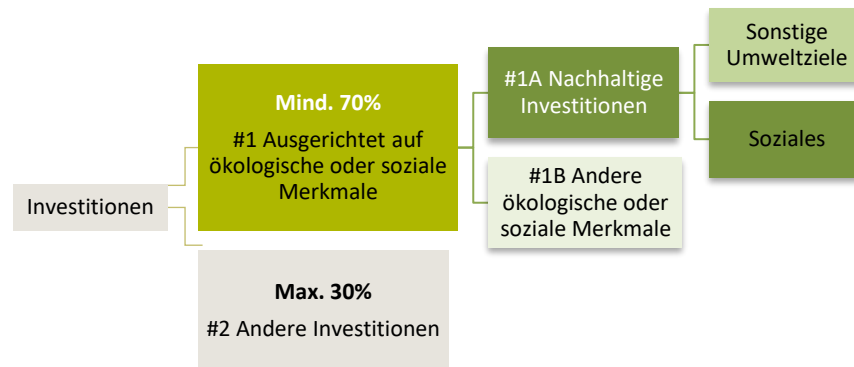 Investitionen
Mind. 70%
#1 Ausgerichtet auf
ökologische oder soziale
Merkmale
Max. 30%
#2 Andere Investitionen
#1A Nachhaltige
Investitionen
#1B Andere
ökologische oder
soziale Merkmale
Sonstige
Umweltziele
Soziales